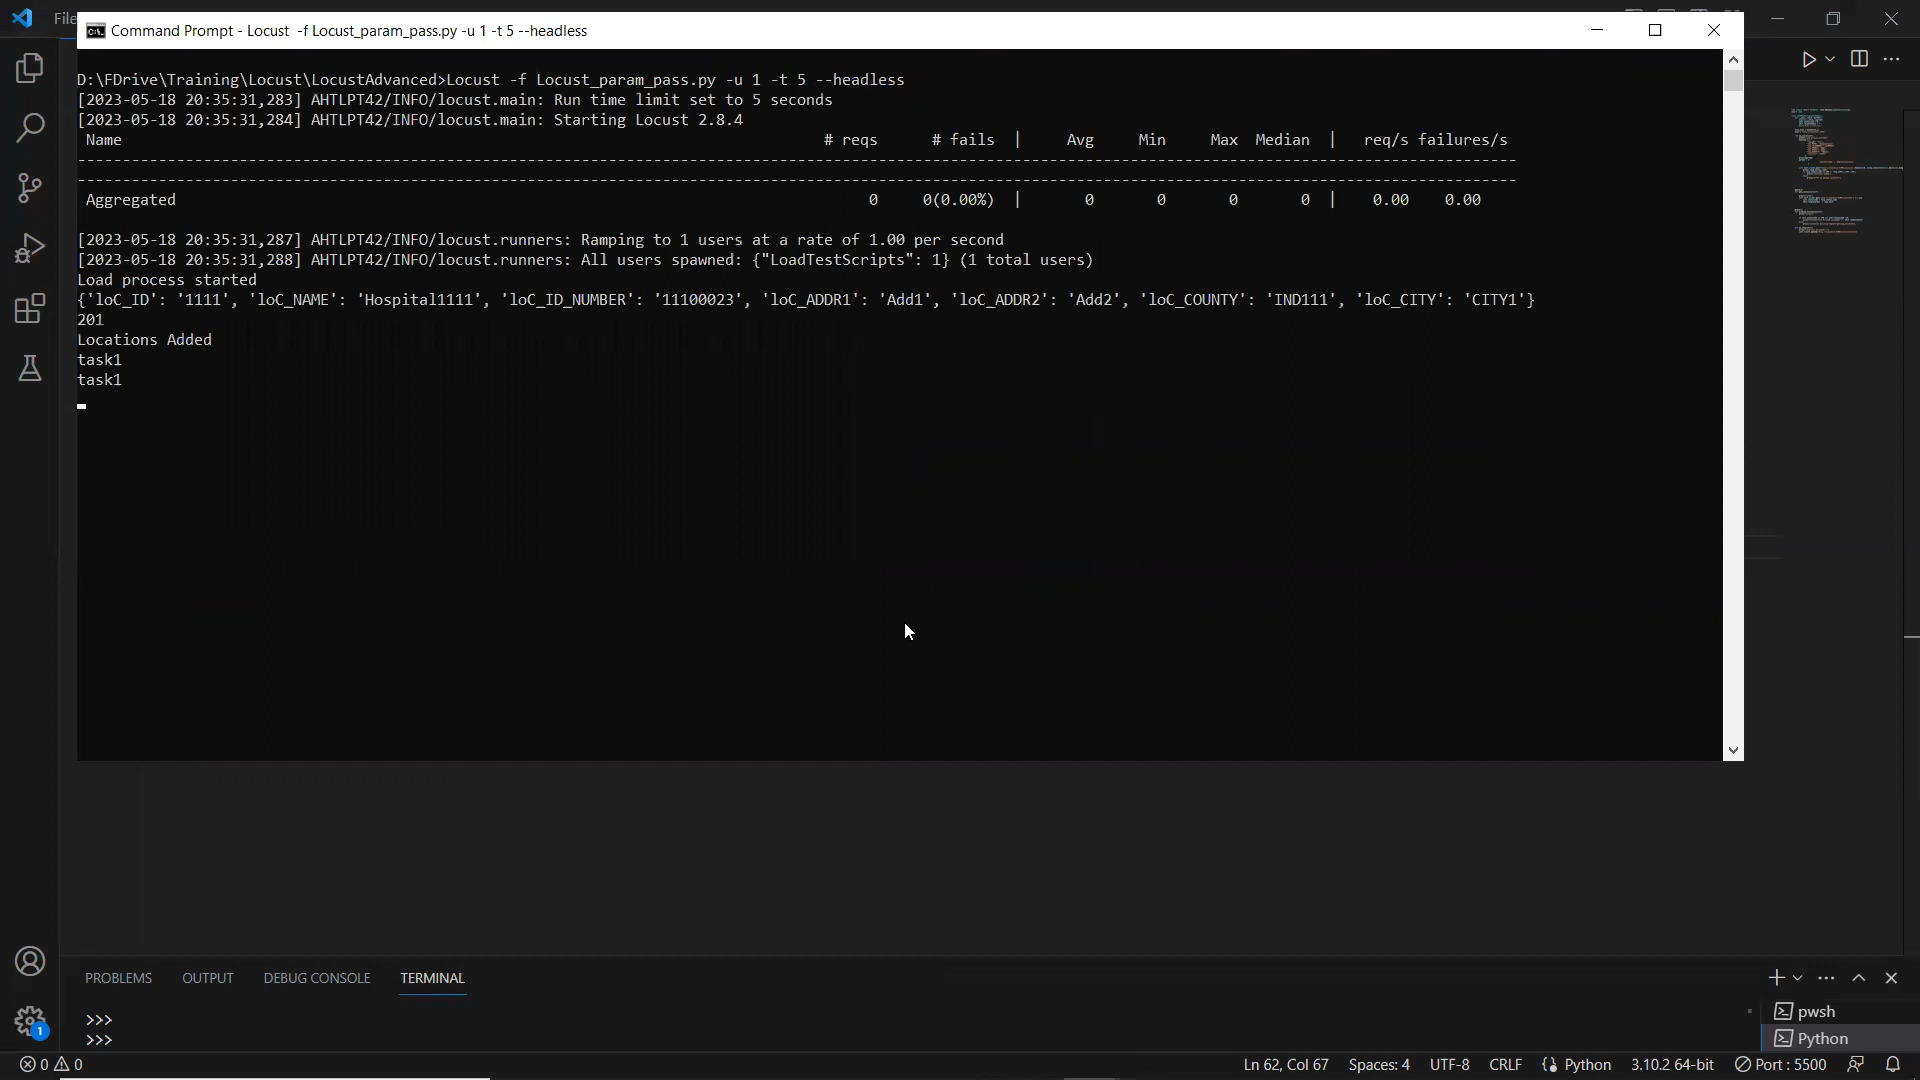 File
Command Prompt - Locust -f Locust_param_pass.py -u 1 -t 5 --headless
D:\FDrive\Training\Locust\LocustAdvanced>Locust -f Locust_param_pass.py -u 1 -t 5 --headless
[2023-05-18 20:35:31,283] AHTLPT42/INFO/locust.main: Run time limit set to 5 seconds
[2023-05-18 20:35:31,284] AHTLPT42/INFO/locust.main: Starting Locust 2.8.4
Name # reqs # fails | Avg Min Max Median | req/s failures/s
--------------------------------------------------------------------------------
--------------------------------------------------------------------------------
Aggregated 0 0(0.00%) | 0 0 0 0 | 0.00 0.00
[2023-05-18 20:35:31,287] AHTLPT42/INFO/locust.runners: Ramping to 1 users at a rate of 1.00 per second
[2023-05-18 20:35:31,288] AHTLPT42/INFO/locust.runners: All users spawned: {"LoadTestScripts": 1} (1 total users)
Load process started
{'loC_ID': '1111', 'loC_NAME': 'Hospital1111', 'loC_ID_NUMBER': '11100023', 'loC_ADDR1': 'Add1', 'loC_ADDR2': 'Add2', 'loC_COUNTY': 'IND111', 'loC_CITY': 'CITY1'}
201
Locations Added
task1
task1
PROBLEMS OUTPUT DEBUG CONSOLE TERMINAL
>>>
>>>
pwsh
Python
1
0 0 Ln 62, Col 67 Spaces: 4 UTF-8 CRLF Python 3.10.2 64-bit Port : 5500